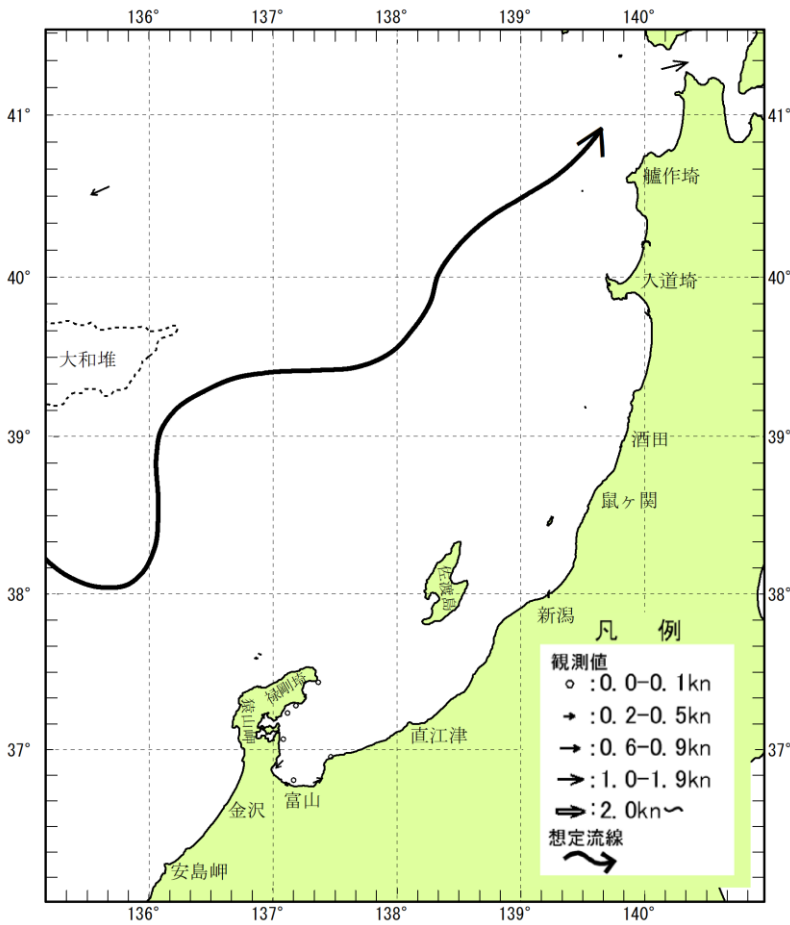 136° 137° 138° 139° 140°
41° 41°
艫作埼
40° 入道埼 40°
大和堆
39° 酒田 39°
鼠ヶ関
38° 佐渡島 38°
新潟
凡 例
観測値
:0.0-0.1kn
:0.2-0.5kn
:0.6-0.9kn
:1.0-1.9kn
:2.0kn～
想定流線
禄剛埼
猿山岬
37° 直江津 37°
金沢 富山
安島岬
136° 137° 138° 139° 140°